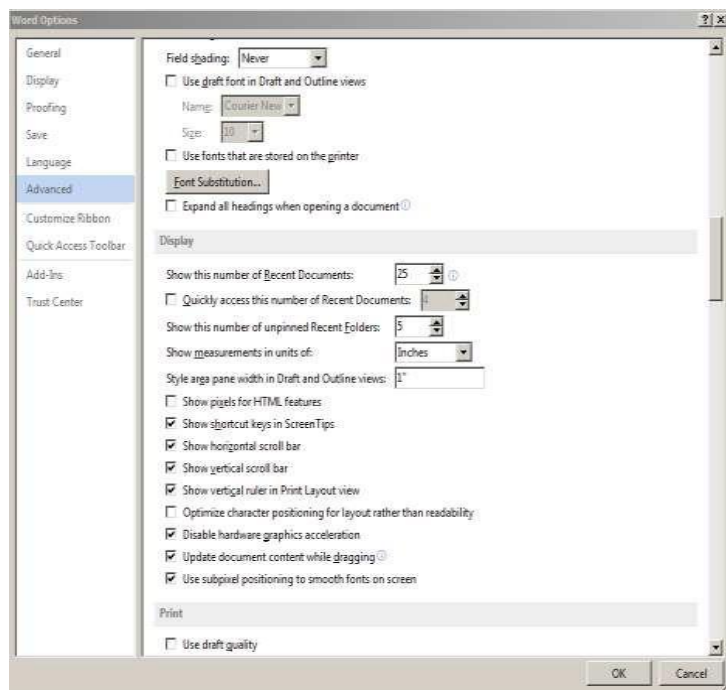 Word Options
General
Display
Proofing
Save
Language
Advanced
Customize Ribbon
Quick Access Toolbar
Add-Ins
Trust Center
Field shading: Never
Use draft font in Draft and Outline views
Name: Courier New
Size: 10
Use fonts that are stored on the printer
Font Substitution...
Expand all headings when opening a document
Display
Show this number of Recent Documents: 25
Quickly access this number of Recent Documents: 4
Show this number of unpinned Recent Folders: 5
Show measurements in units of: Inches
Style area pane width in Draft and Outline views: 1"
Show pixels for HTML features
Show shortcut keys in ScreenTips
Show horizontal scroll bar
Show vertical scroll bar
Show vertical ruler in Print Layout view
Optimize character positioning for layout rather than readability
Disable hardware graphics acceleration
Update document content while dragging
Use subpixel positioning to smooth fonts on screen
Print
Use draft quality
OK Cancel